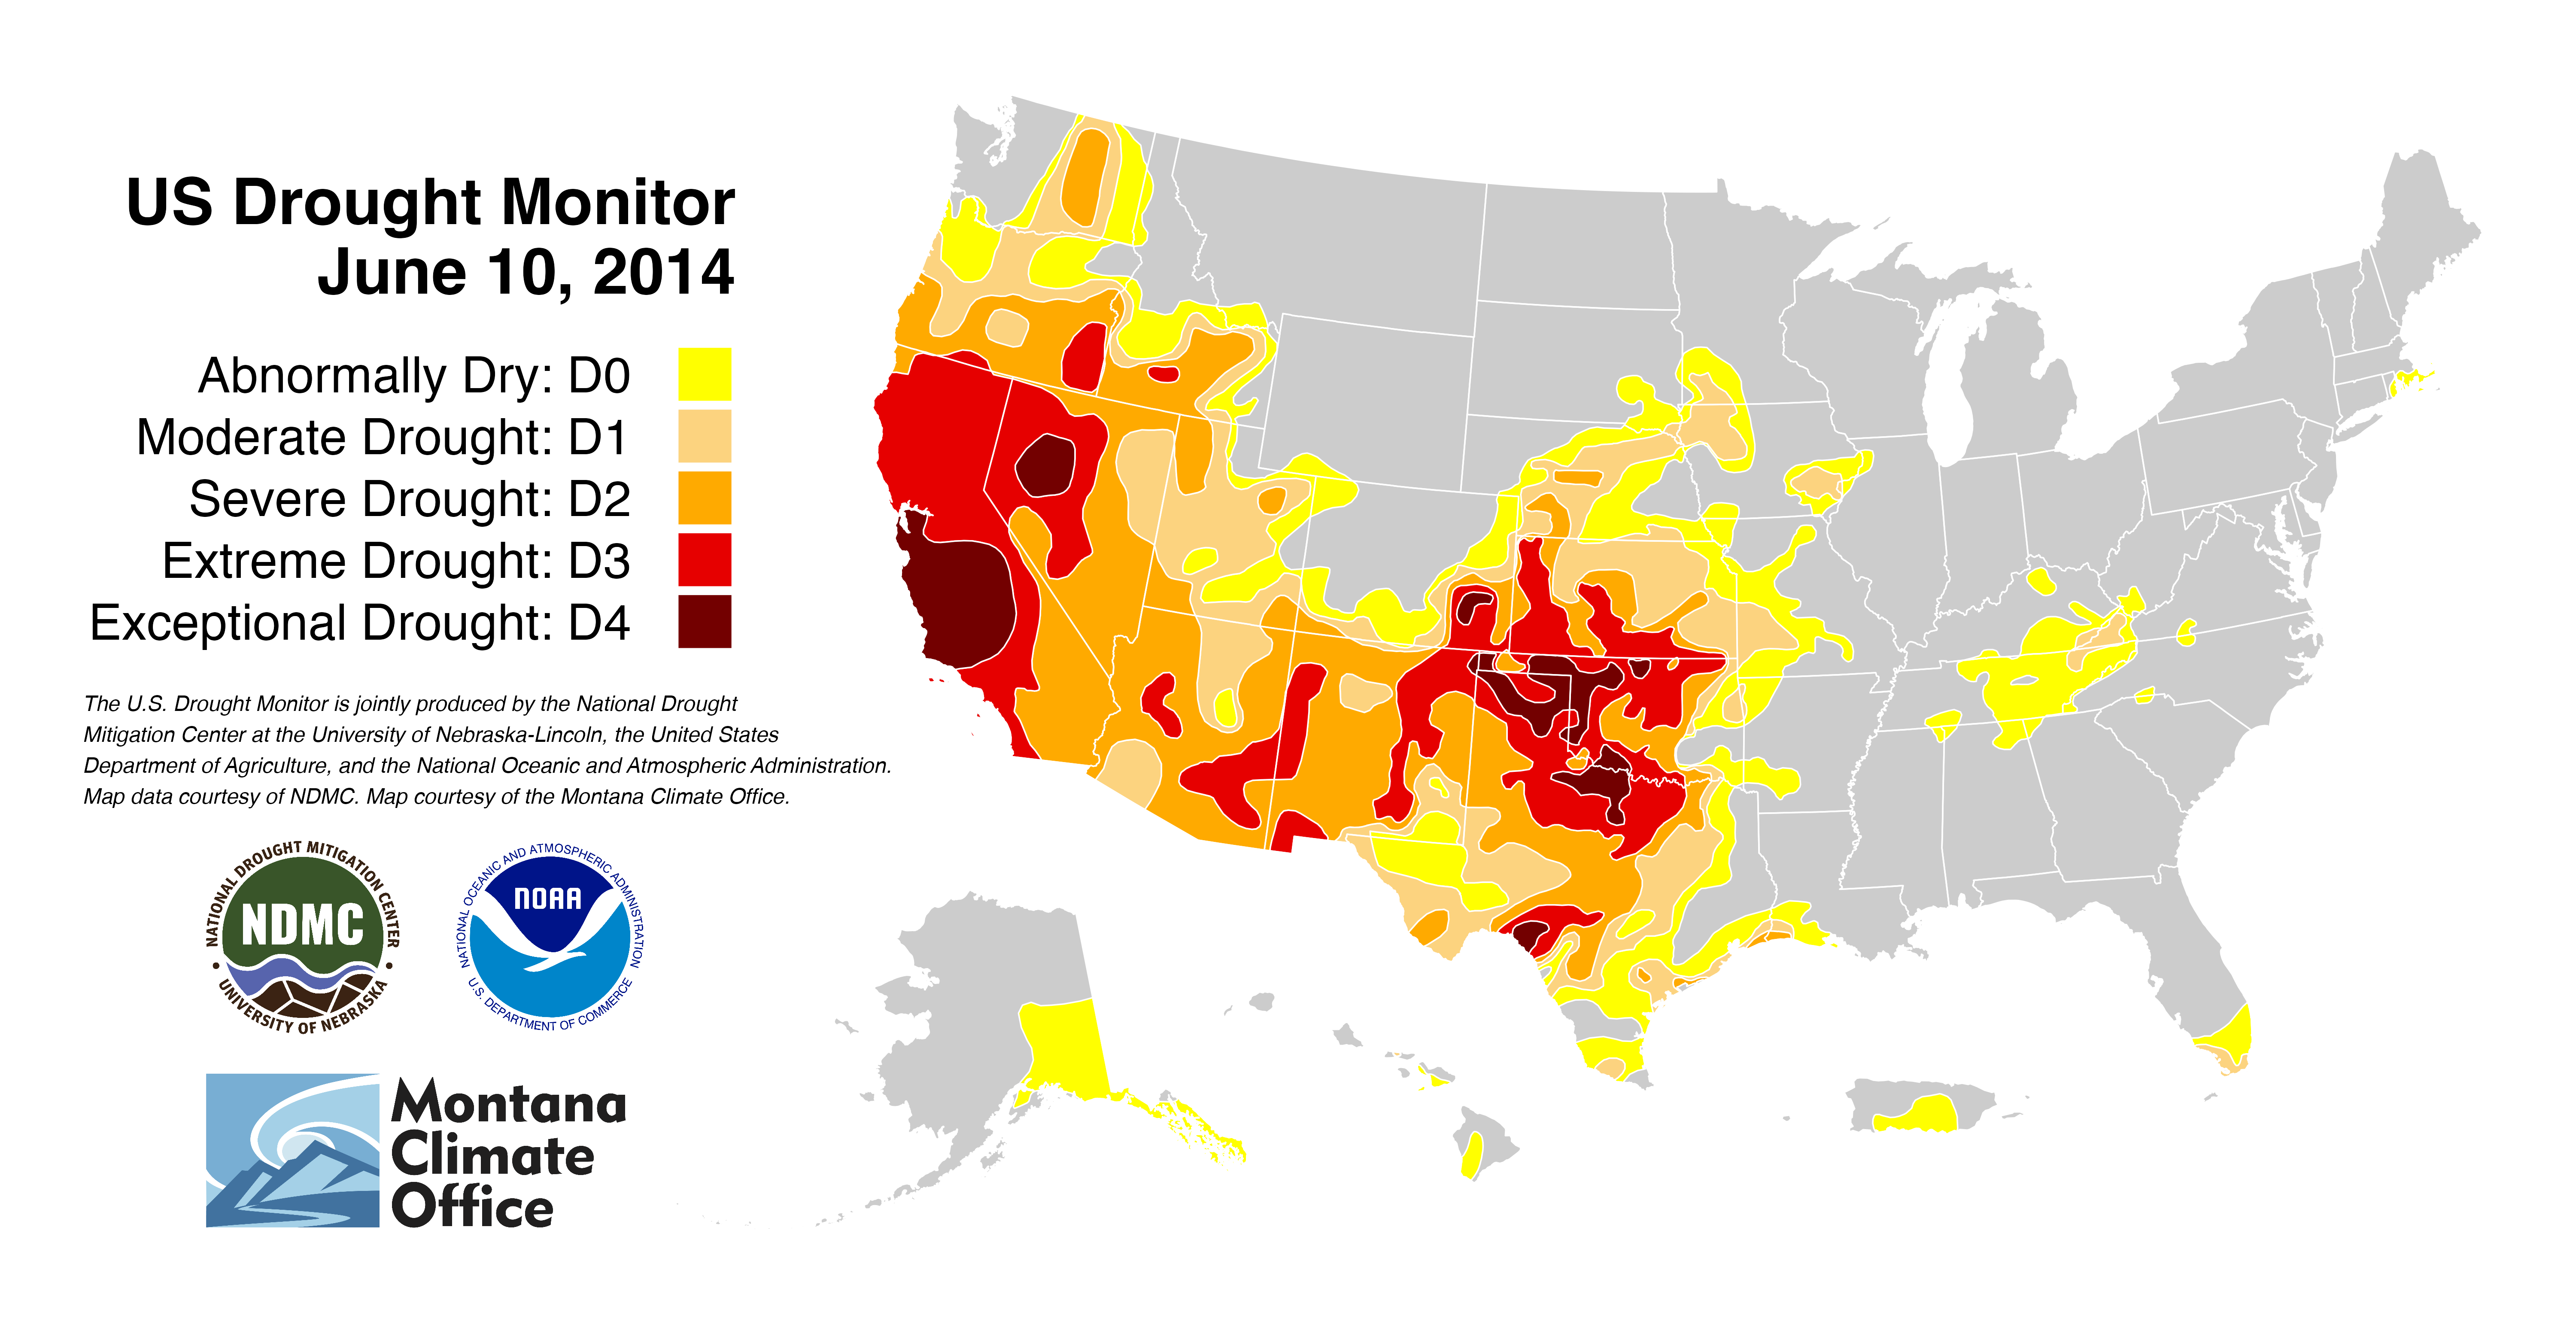 US Drought Monitor
June 10, 2014
Abnormally Dry: D0
Moderate Drought: D1
Severe Drought: D2
Extreme Drought: D3
Exceptional Drought: D4
The U.S. Drought Monitor is jointly produced by the National Drought
Mitigation Center at the University of Nebraska-Lincoln, the United States
Department of Agriculture, and the National Oceanic and Atmospheric Administration.
Map data courtesy of NDMC. Map courtesy of the Montana Climate Office.
NATIONAL DROUGHT MITIGATION CENTER
NDMC
• UNIVERSITY OF NEBRASKA •
NATIONAL OCEANIC AND ATMOSPHERIC ADMINISTRATION
NOAA
U.S. DEPARTMENT OF COMMERCE
Montana
Climate
Office